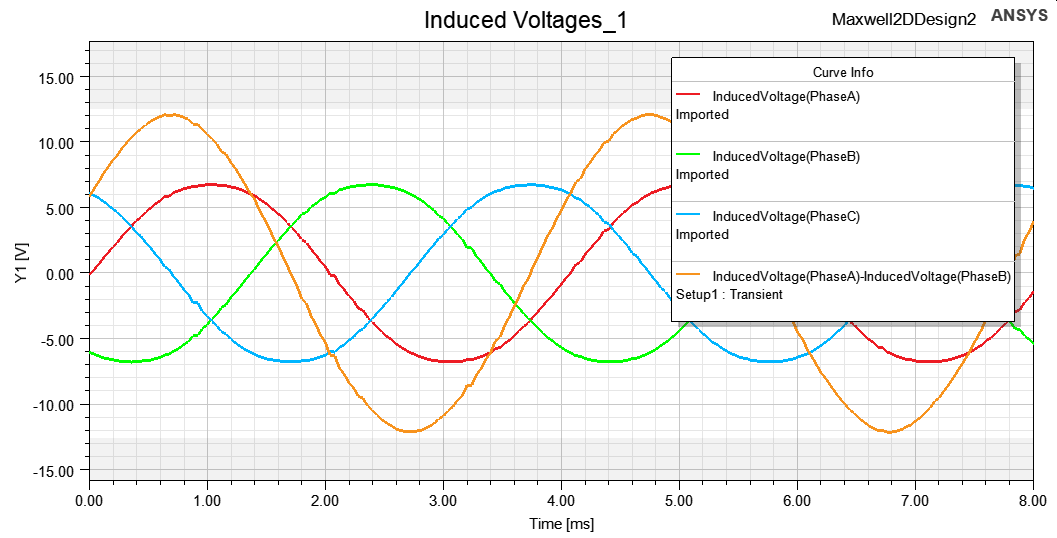 Induced Voltages_1
Maxwell2DDesign2
ANSYS
15.00
10.00
5.00
0.00
-5.00
-10.00
-15.00
Y1 [V]
Curve Info
InducedVoltage(PhaseA)
Imported
InducedVoltage(PhaseB)
Imported
InducedVoltage(PhaseC)
Imported
InducedVoltage(PhaseA)-InducedVoltage(PhaseB)
Setup1 : Transient
0.00 1.00 2.00 3.00 4.00 5.00 6.00 7.00 8.00
Time [ms]